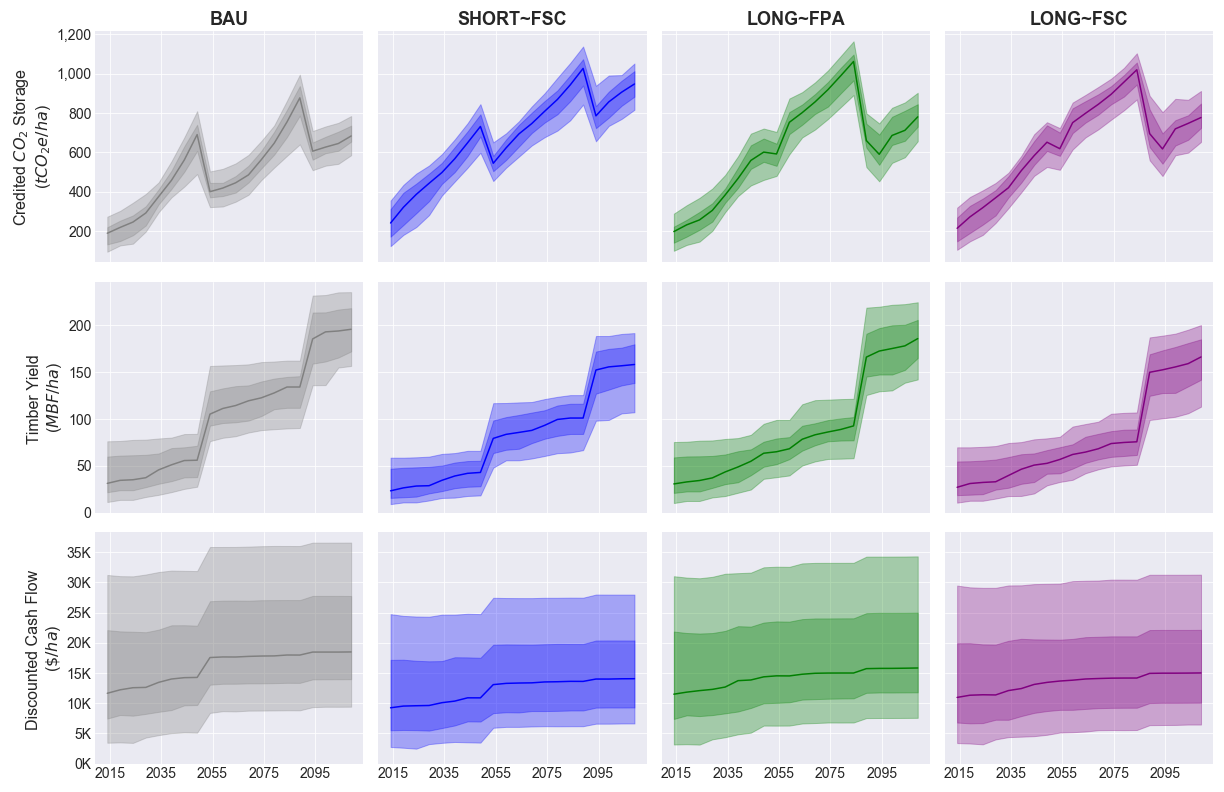 BAU SHORT~FSC LONG~FPA LONG~FSC
Credited CO₂ Storage
(tCO₂e/ha)
1,200
1,000
800
600
400
200
Timber Yield
(MBF/ha)
200
150
100
50
0
Discounted Cash Flow
($/ha)
35K
30K
25K
20K
15K
10K
5K
0K
2015 2035 2055 2075 2095 2015 2035 2055 2075 2095 2015 2035 2055 2075 2095 2015 2035 2055 2075 2095